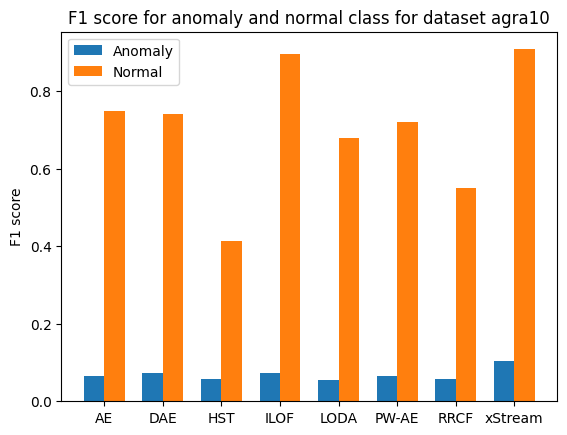 F1 score for anomaly and normal class for dataset agra10
Anomaly
Normal
F1 score
0.8
0.6
0.4
0.2
0.0
AE DAE HST ILOF LODA PW-AE RRCF xStream